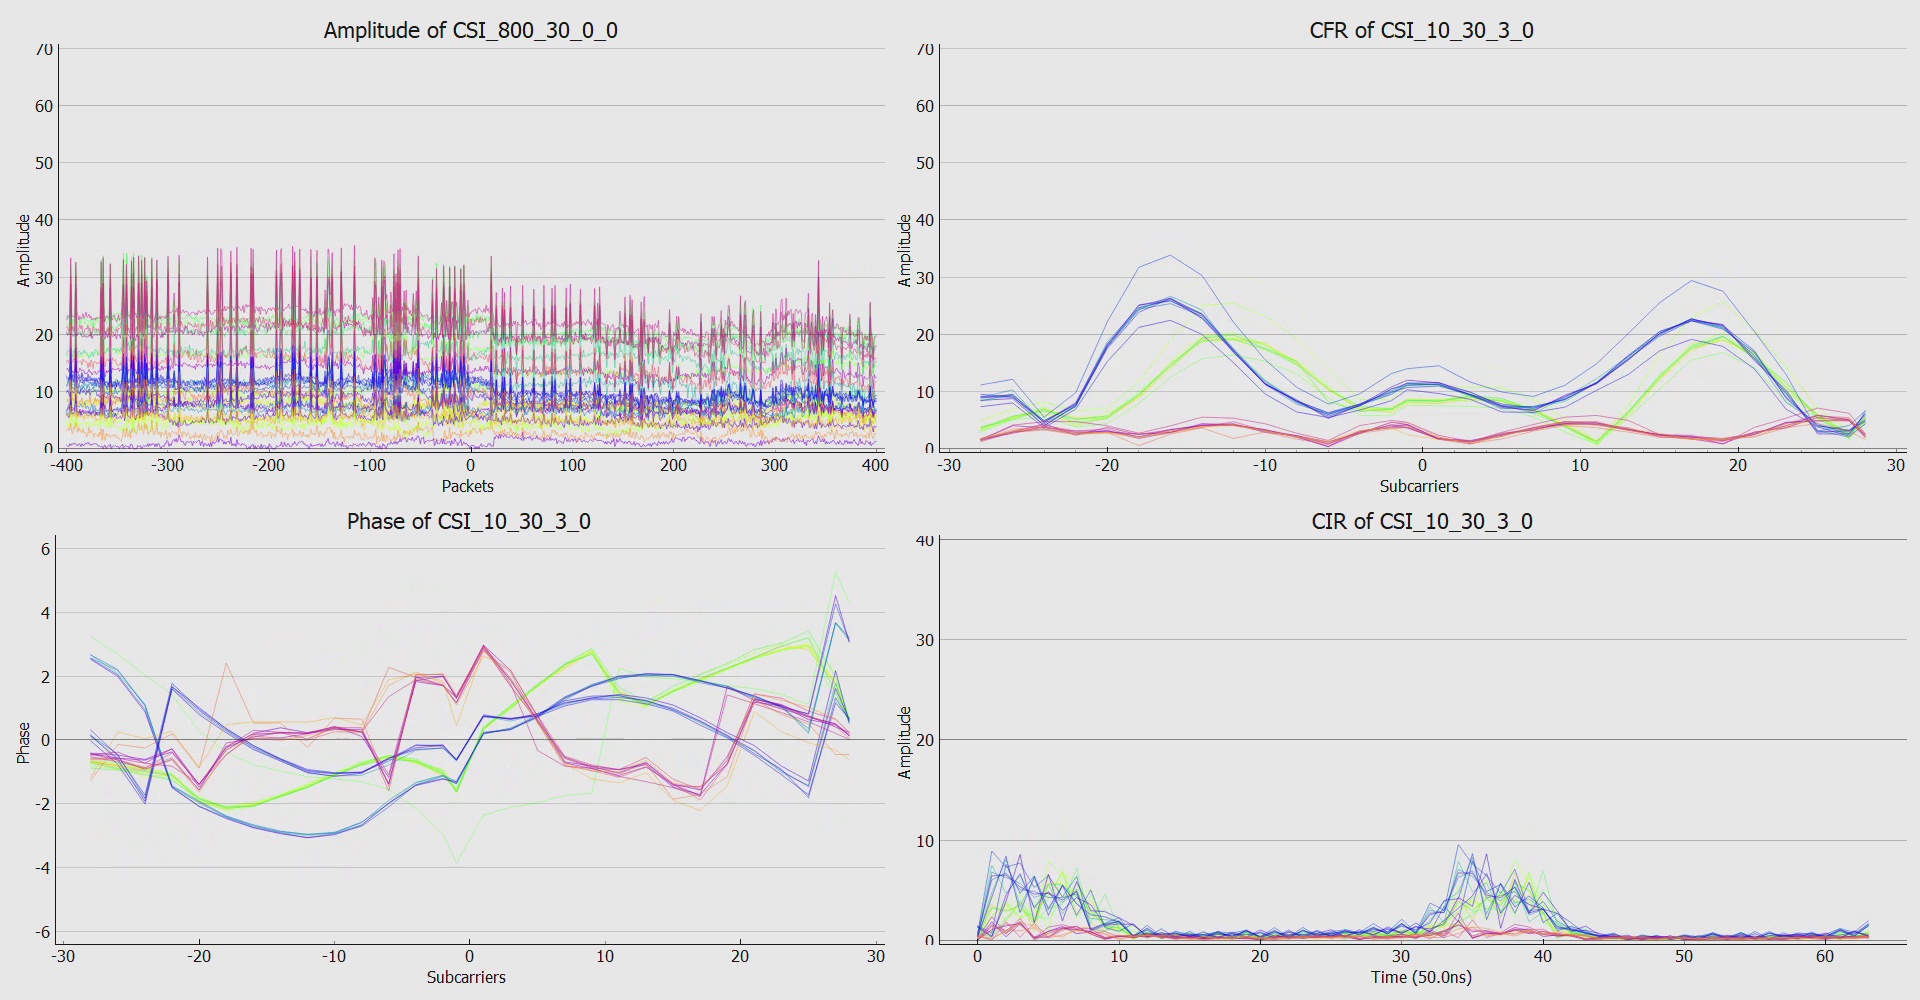 Amplitude of CSI_800_30_0_0
70
60
50
40
30
20
10
0
Amplitude
-400 -300 -200 -100 0 100 200 300 400
Packets
CFR of CSI_10_30_3_0
70
60
50
40
30
20
10
0
Amplitude
-30 -20 -10 0 10 20 30
Subcarriers
Phase of CSI_10_30_3_0
6
4
2
0
-2
-4
-6
Phase
-30 -20 -10 0 10 20 30
Subcarriers
CIR of CSI_10_30_3_0
40
30
20
10
0
Amplitude
0 10 20 30 40 50 60
Time (50.0ns)